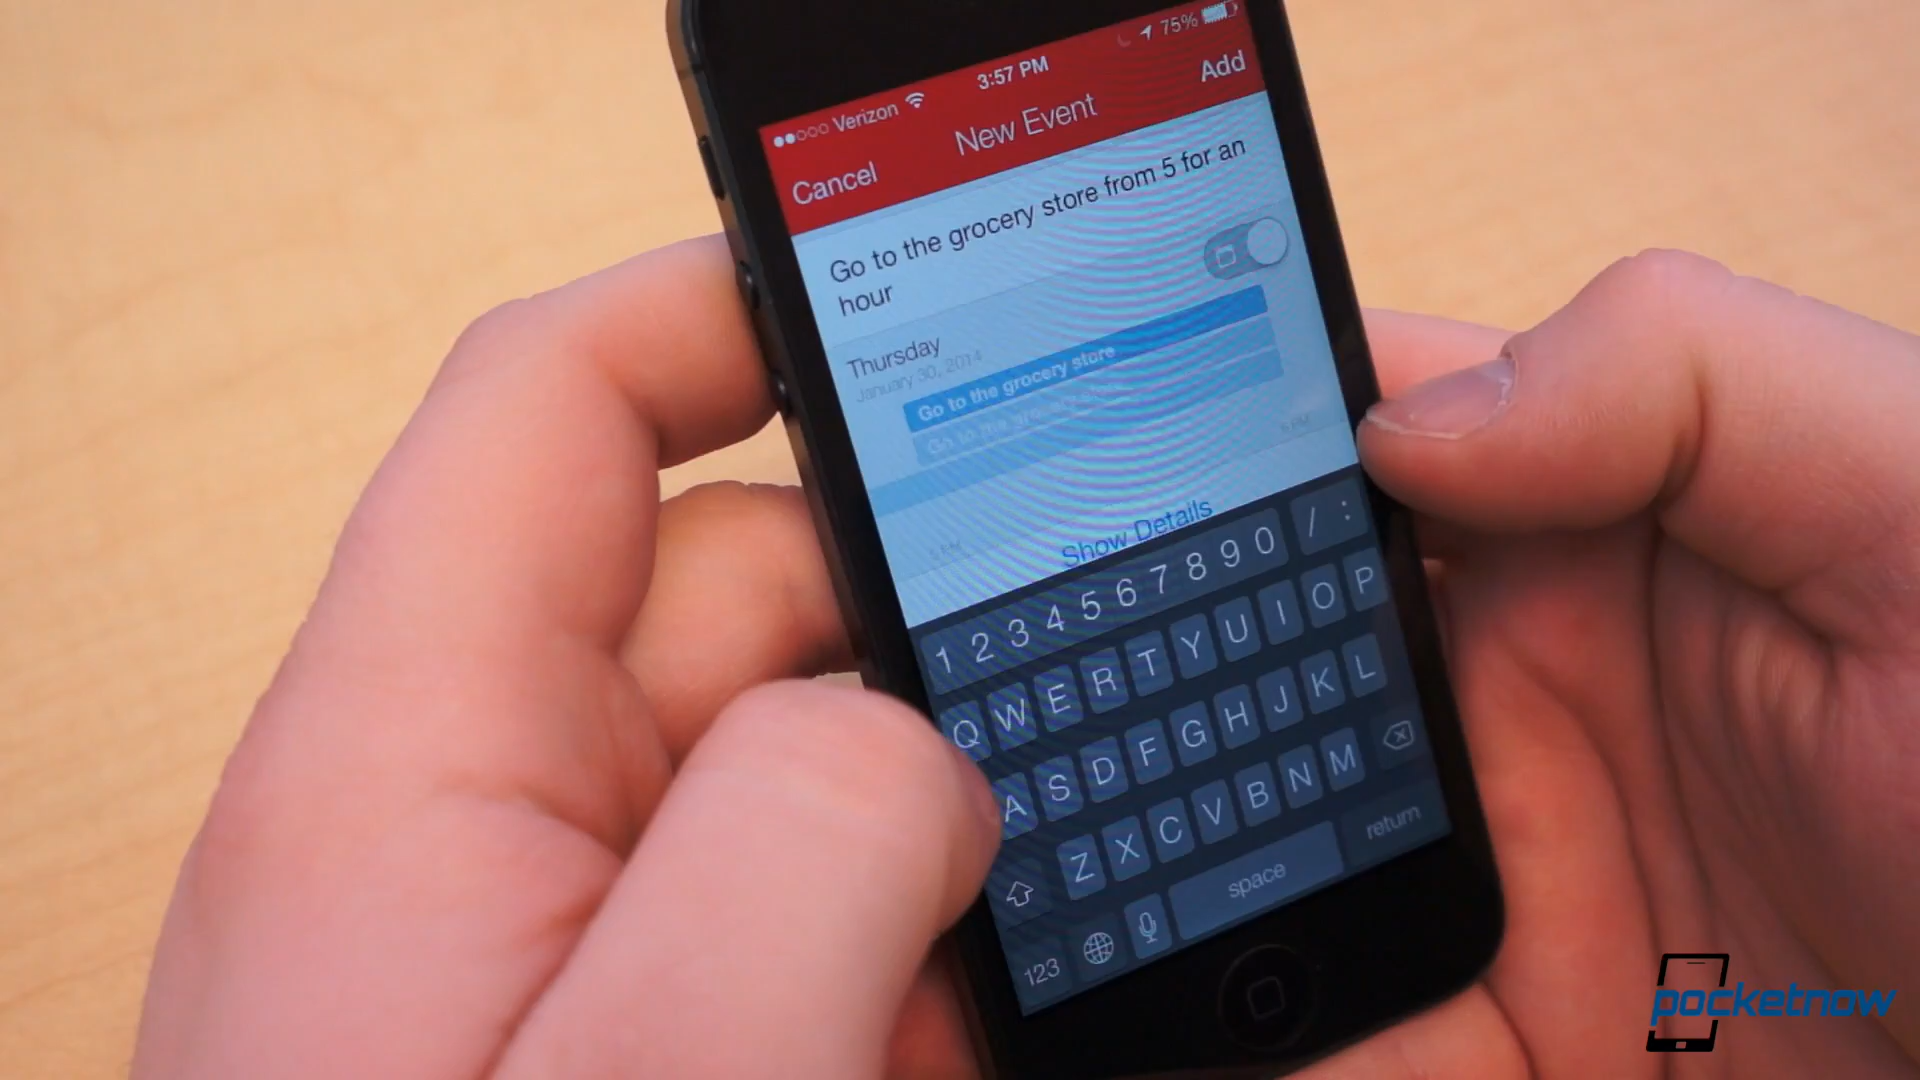 Verizon 3:57 PM 75%
Cancel New Event Add
Go to the grocery store from 5 for an
hour
Thursday
January 30, 2014
Go to the grocery store
5 PM
Show Details
1 2 3 4 5 6 7 8 9 0 / :
Q W E R T Y U I O P
A S D F G H J K L
Z X C V B N M
123 space return
pocketnow